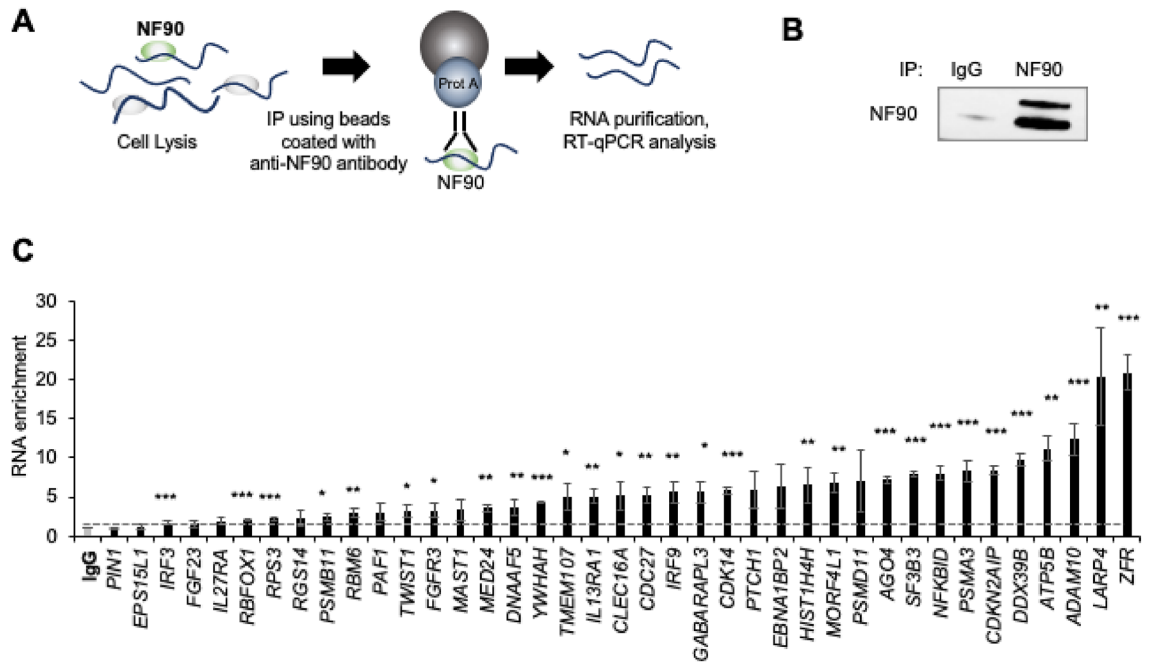 A
NF90
Cell Lysis
IP using beads
coated with
anti-NF90 antibody
Prot A
NF90
RNA purification,
RT-qPCR analysis
B
IP: IgG NF90
NF90
C
RNA enrichment
30
25
20
15
10
5
0
***
***
***
*
**
*
*
**
**
***
*
**
*
**
**
*
***
**
**
***
***
***
***
***
***
**
***
**
***
IgG
PIN1
EPS15L1
IRF3
FGF23
IL27RA
RBFOX1
RPS3
RGS14
PSMB11
RBM6
PAF1
TWIST1
FGFR3
MAST1
MED24
DNAAF5
YWHAH
TMEM107
IL13RA1
CLEC16A
CDC27
IRF9
GABARAPL3
CDK14
PTCH1
EBNA1BP2
HIST1H4H
MORF4L1
PSMD11
AGO4
SF3B3
NFKBID
PSMA3
CDKN2AIP
DDX39B
ATP5B
ADAM10
LARP4
ZFR